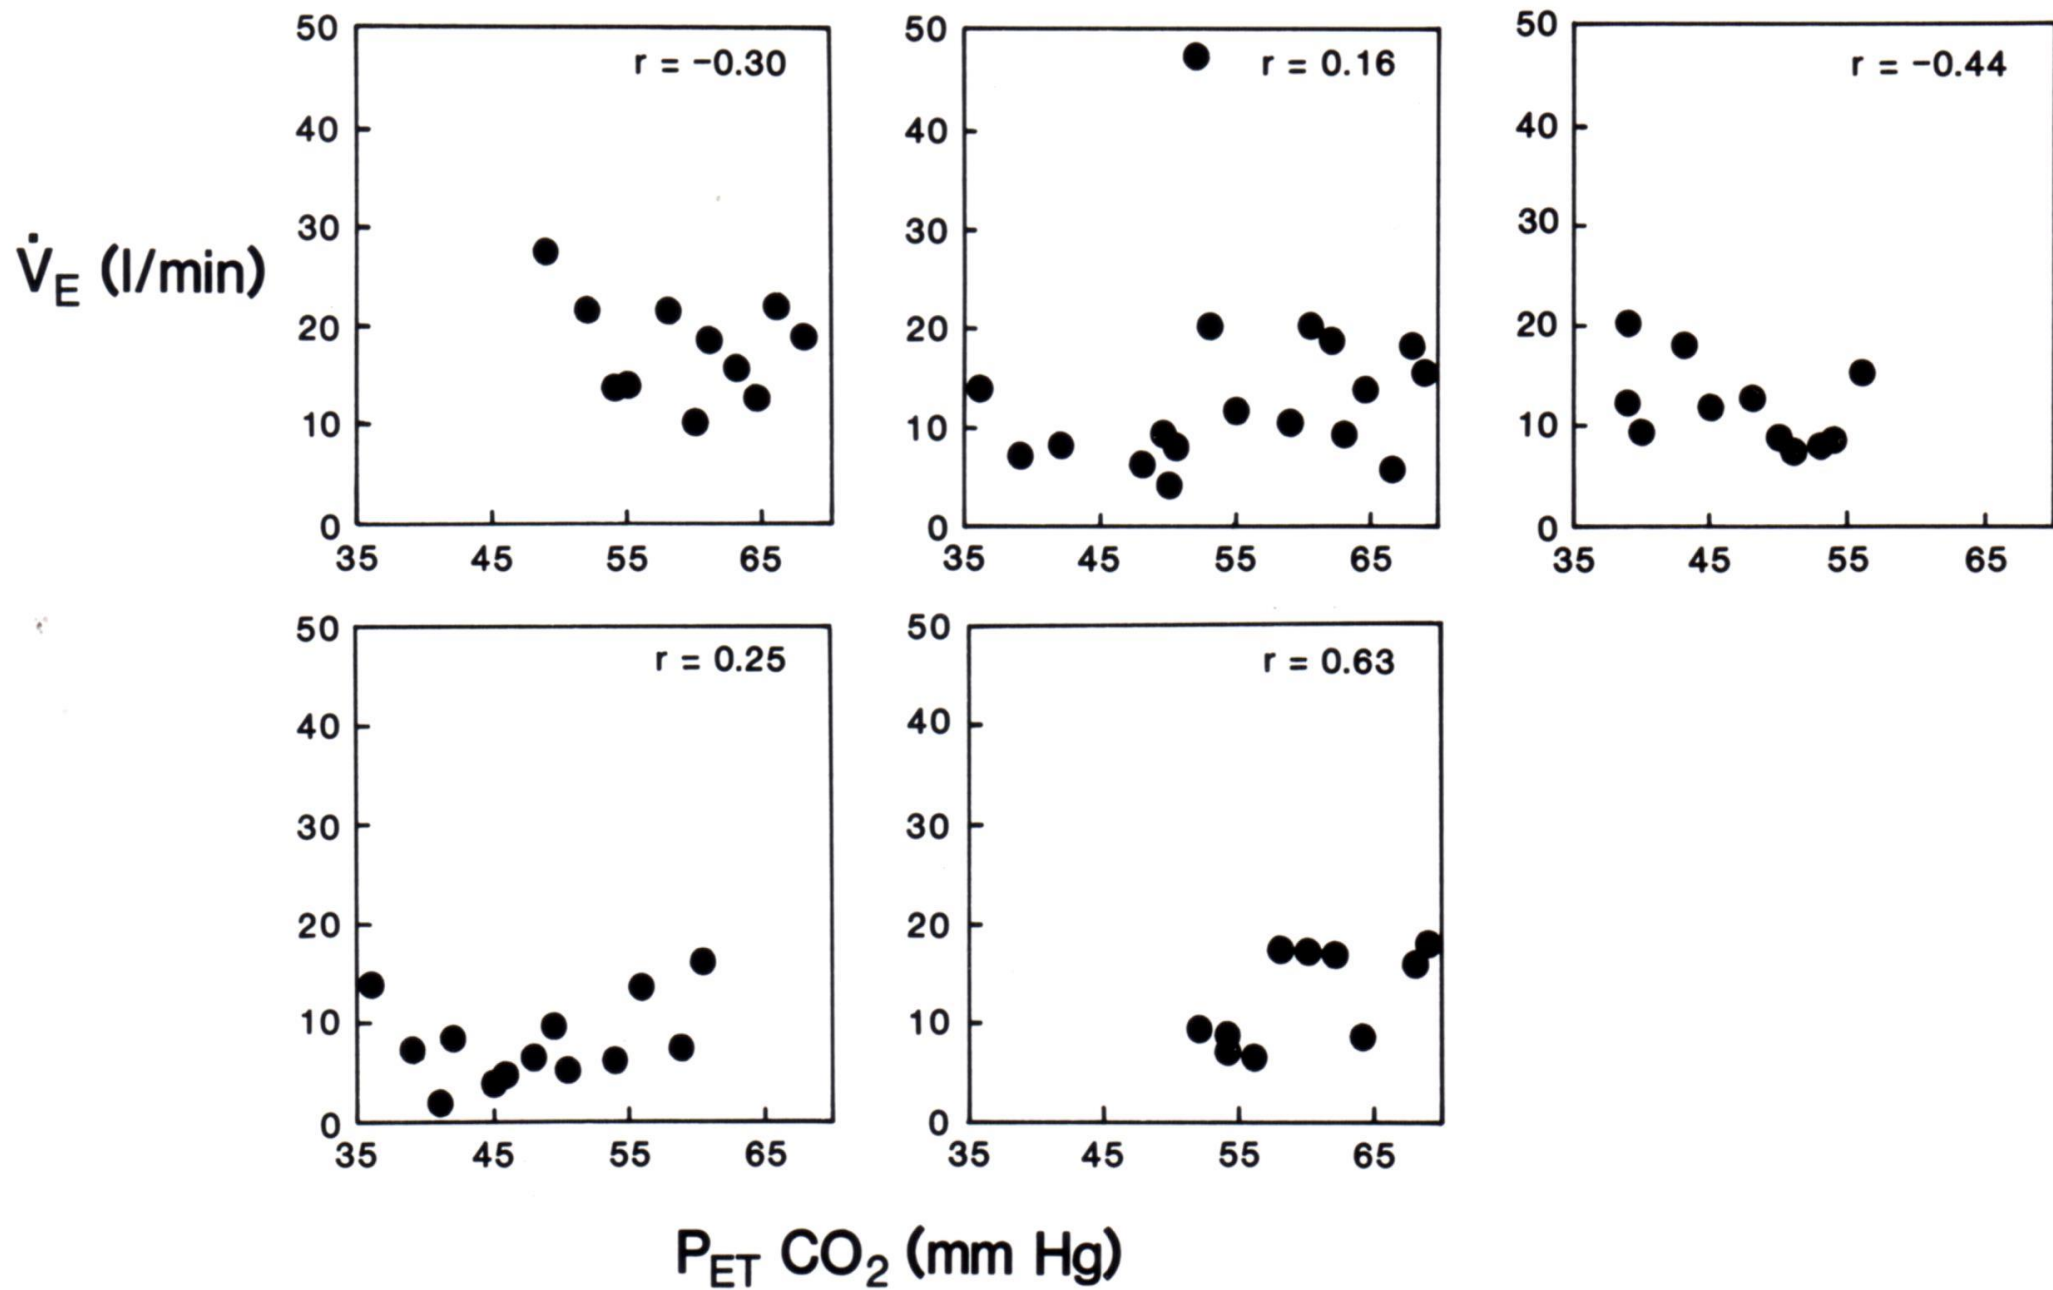 50 50 50
r = −0.30 r = 0.16 r = −0.44
40 40 40
30 30 30
V̇E (l/min)
20 20 20
10 10 10
0 0 0
35 45 55 65 35 45 55 65 35 45 55 65
50 50
r = 0.25 r = 0.63
40 40
30 30
20 20
10 10
0 0
35 45 55 65 35 45 55 65
PET CO2 (mm Hg)